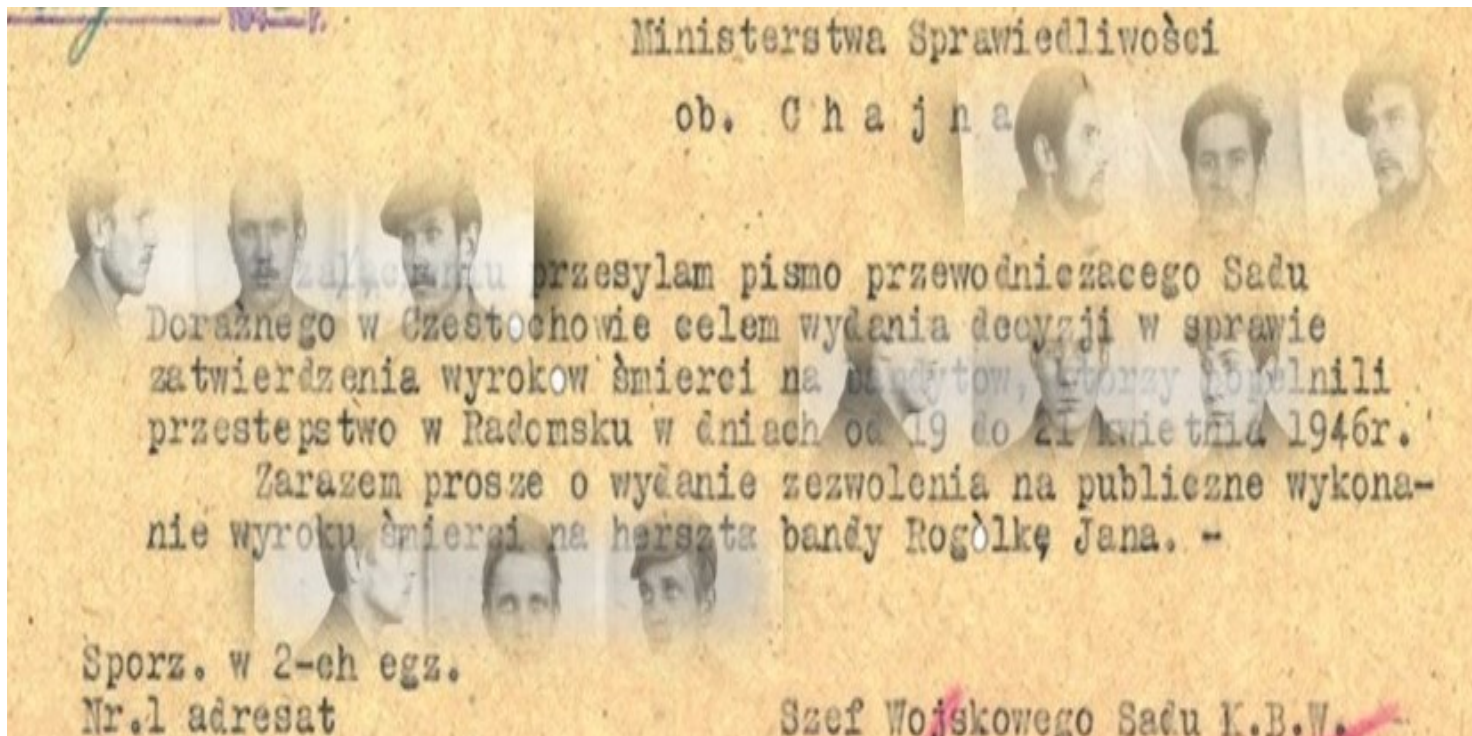 Ministerstwa Sprawiedliwości
ob. C h a j n a
załączeniu przesylam pismo przewodniczacego Sadu
Doraźnego w Czestochowie celem wydania decyzji w sprawie
zatwierdzenia wyrokow śmierci na bandytow, ktorzy popelnili
przestepstwo w Radomsku w dniach od 19 do 21 kwietnia 1946r.
Zarazem prosze o wydanie zezwolenia na publiczne wykona-
nie wyroku śmierci na herszta bandy Rogòlkę Jana. -
Sporz. w 2-ch egz.
Nr.1 adresat
Szef Wojskowego Sadu K.B.W.